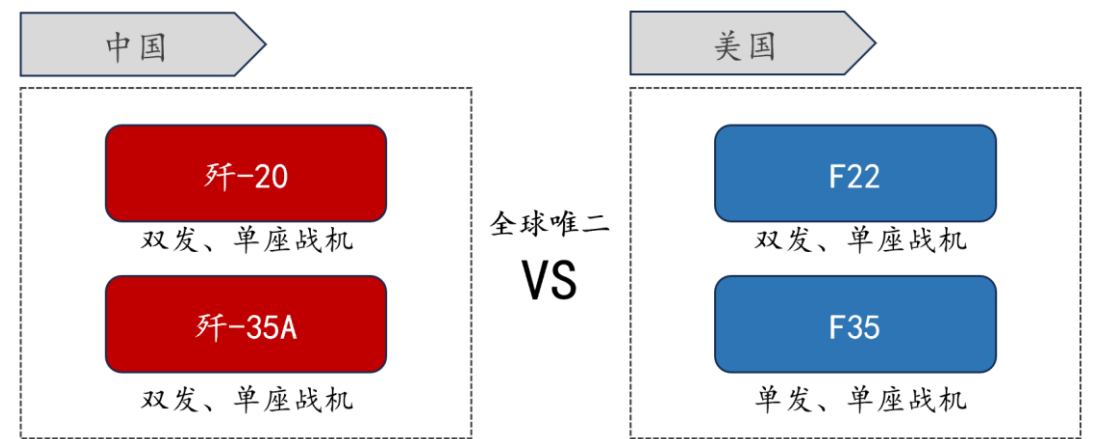 中国
歼-20
双发、单座战机
歼-35A
双发、单座战机
全球唯二
VS
美国
F22
双发、单座战机
F35
单发、单座战机